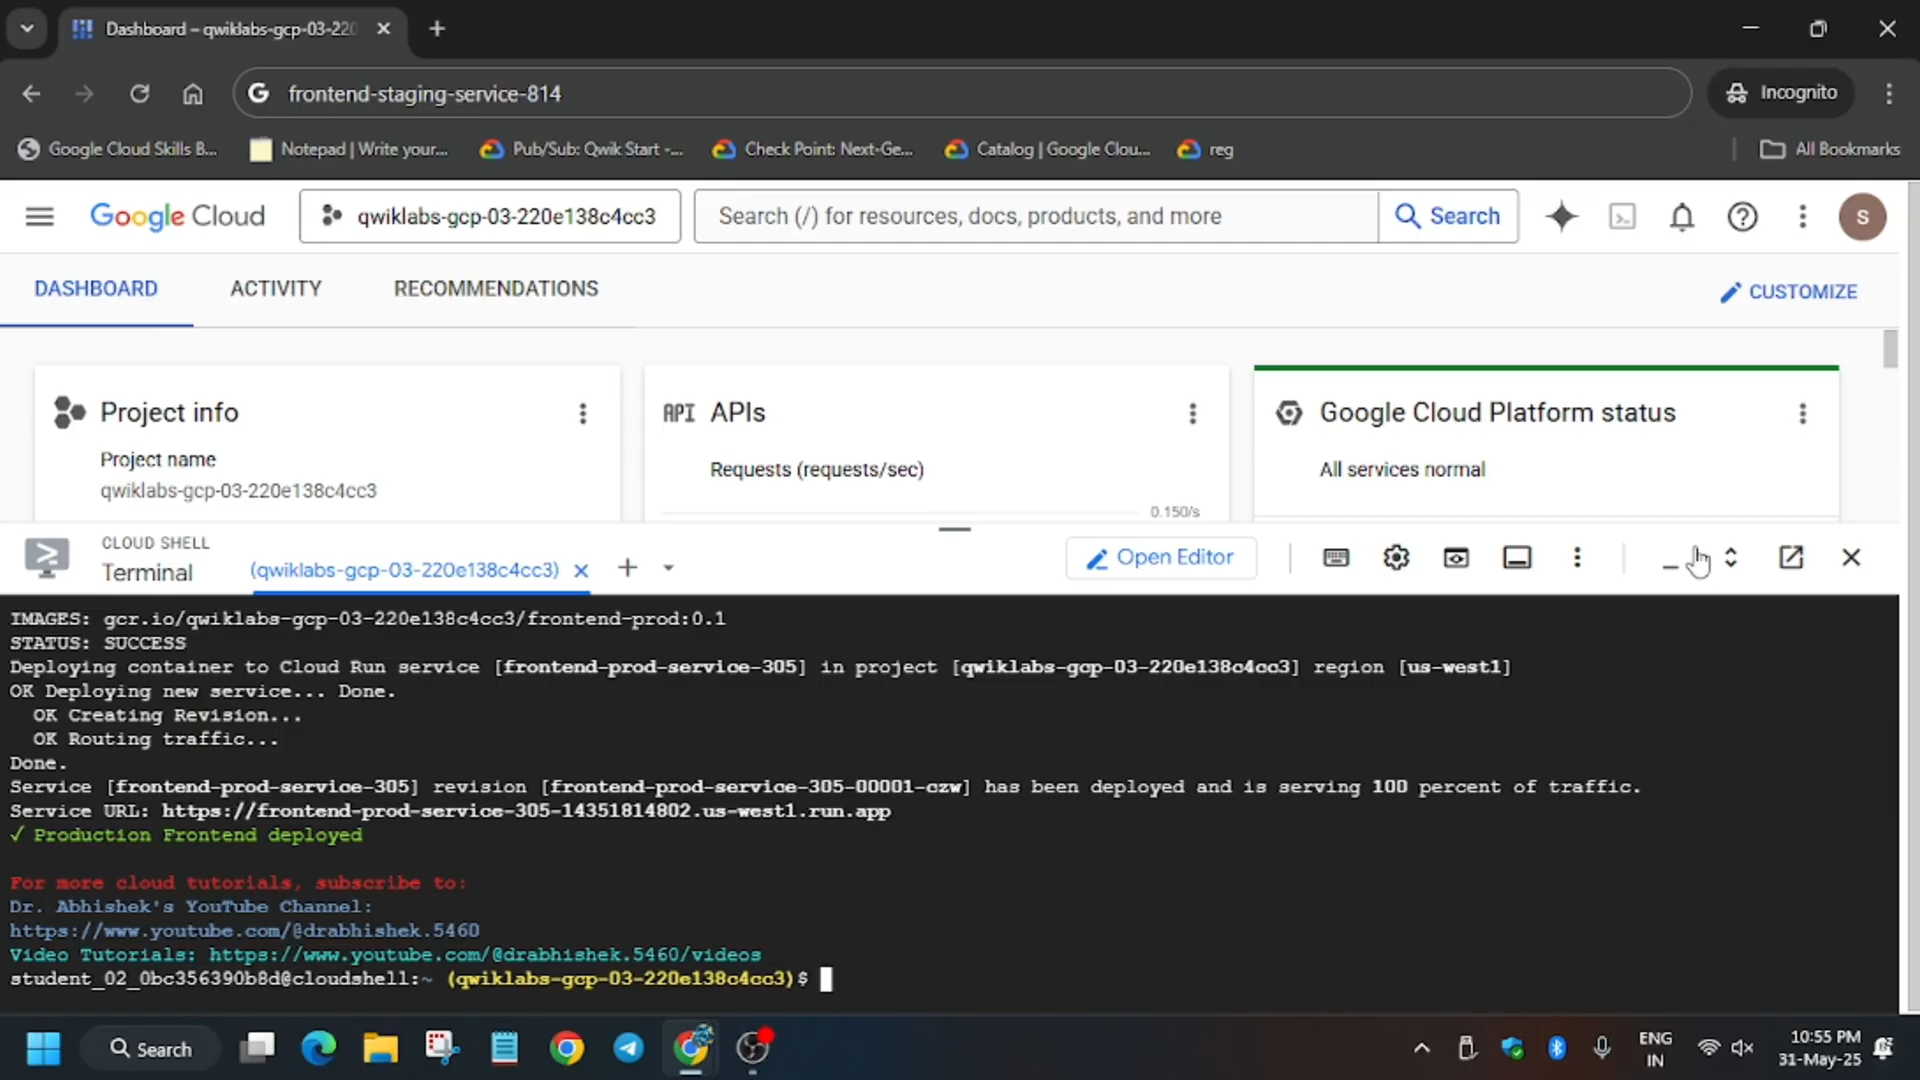 Dashboard – qwiklabs-gcp-03-220
frontend-staging-service-814
Incognito
Google Cloud Skills B...
Notepad | Write your...
Pub/Sub: Qwik Start -...
Check Point: Next-Ge...
Catalog | Google Clou...
reg
All Bookmarks
Google Cloud
qwiklabs-gcp-03-220e138c4cc3
Search (/) for resources, docs, products, and more
Search
S
DASHBOARD
ACTIVITY
RECOMMENDATIONS
CUSTOMIZE
Project info
Project name
qwiklabs-gcp-03-220e138c4cc3
API APIs
Requests (requests/sec)
0.150/s
Google Cloud Platform status
All services normal
CLOUD SHELL
Terminal
(qwiklabs-gcp-03-220e138c4cc3)
Open Editor
IMAGES: gcr.io/qwiklabs-gcp-03-220e138c4cc3/frontend-prod:0.1
STATUS: SUCCESS
Deploying container to Cloud Run service [frontend-prod-service-305] in project [qwiklabs-gcp-03-220e138c4cc3] region [us-west1]
OK Deploying new service... Done.
OK Creating Revision...
OK Routing traffic...
Done.
Service [frontend-prod-service-305] revision [frontend-prod-service-305-00001-czw] has been deployed and is serving 100 percent of traffic.
Service URL: https://frontend-prod-service-305-14351814802.us-west1.run.app
✓ Production Frontend deployed
For more cloud tutorials, subscribe to:
Dr. Abhishek's YouTube Channel:
https://www.youtube.com/@drabhishek.5460
Video Tutorials: https://www.youtube.com/@drabhishek.5460/videos
student_02_0bc356390b8d@cloudshell:~ (qwiklabs-gcp-03-220e138c4cc3)$
Search
ENG
IN
10:55 PM
31-May-25